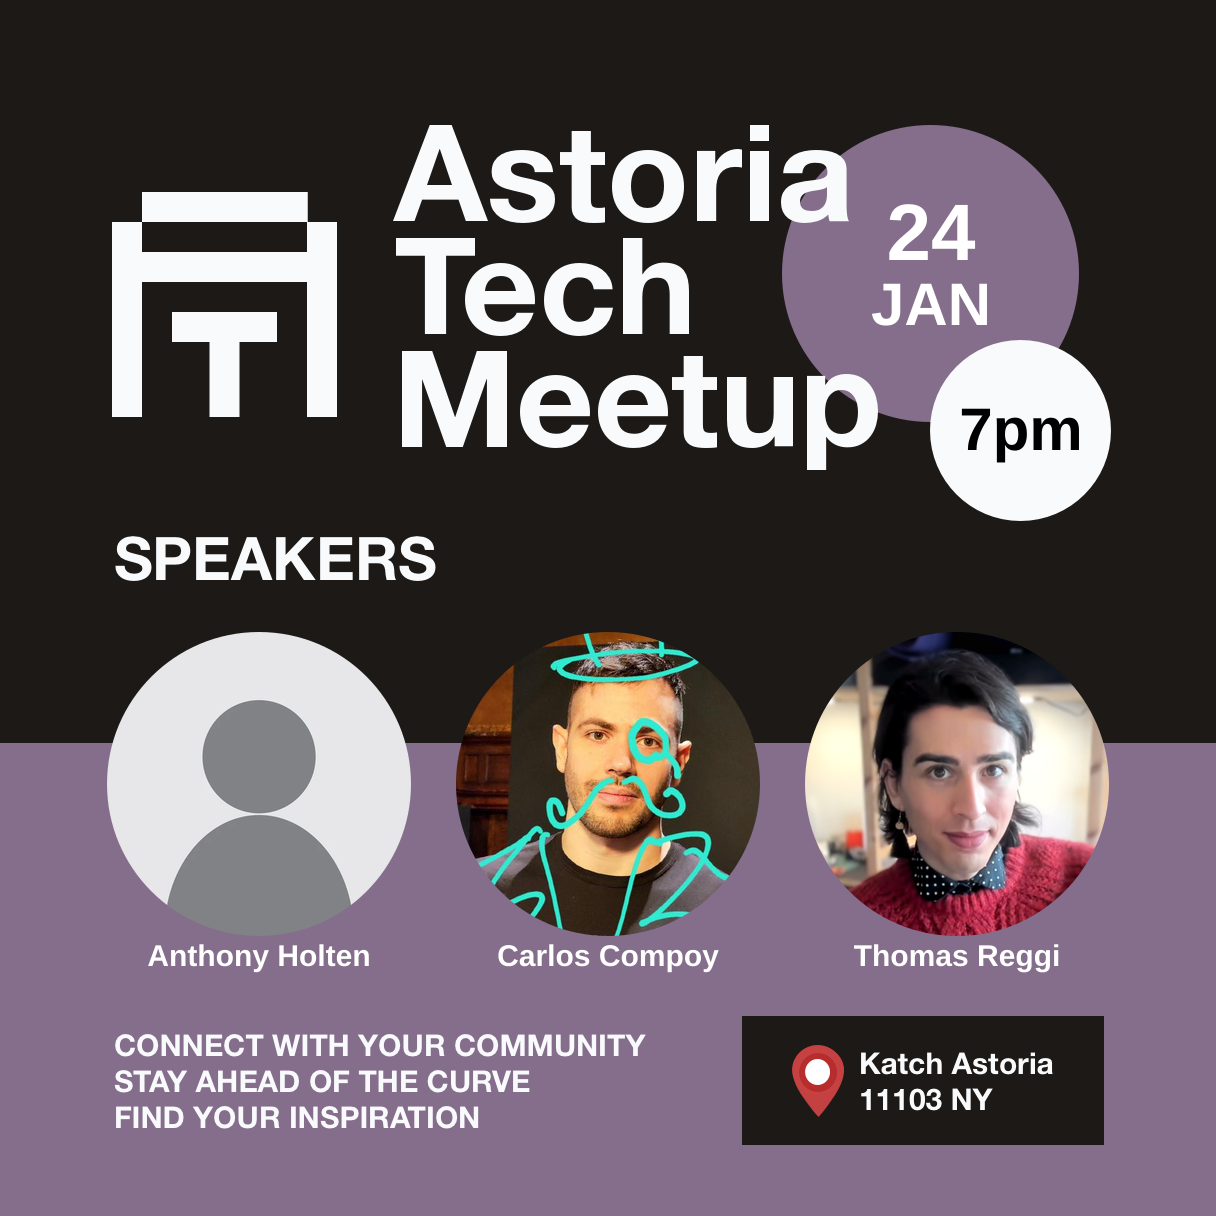 Astoria
Tech
Meetup
24
JAN
7pm
SPEAKERS
Anthony Holten
Carlos Compoy
Thomas Reggi
CONNECT WITH YOUR COMMUNITY
STAY AHEAD OF THE CURVE
FIND YOUR INSPIRATION
Katch Astoria
11103 NY